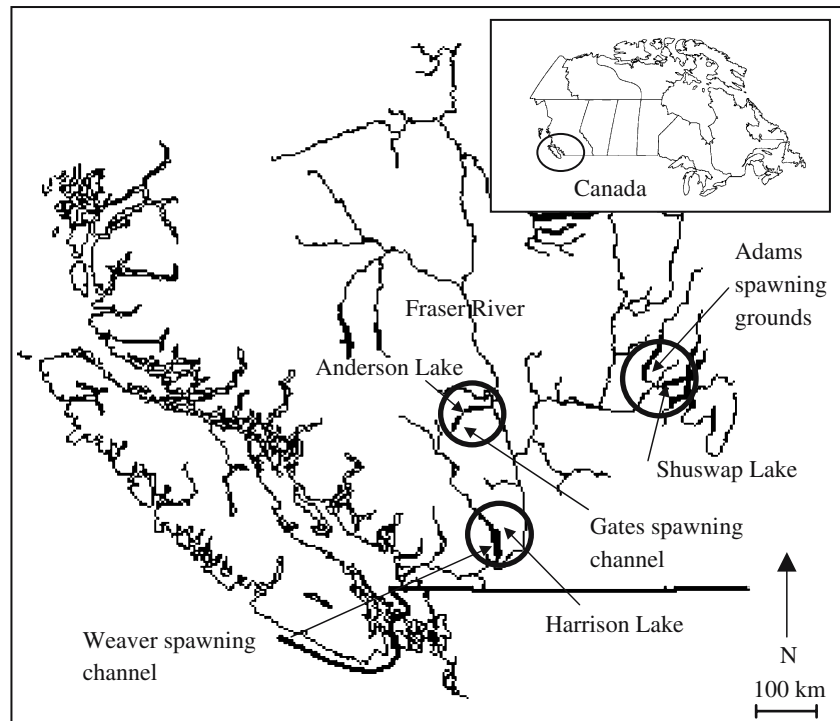 Canada
Adams
spawning
grounds
Fraser River
Anderson Lake
Shuswap Lake
Gates spawning
channel
Harrison Lake
Weaver spawning
channel
N
100 km